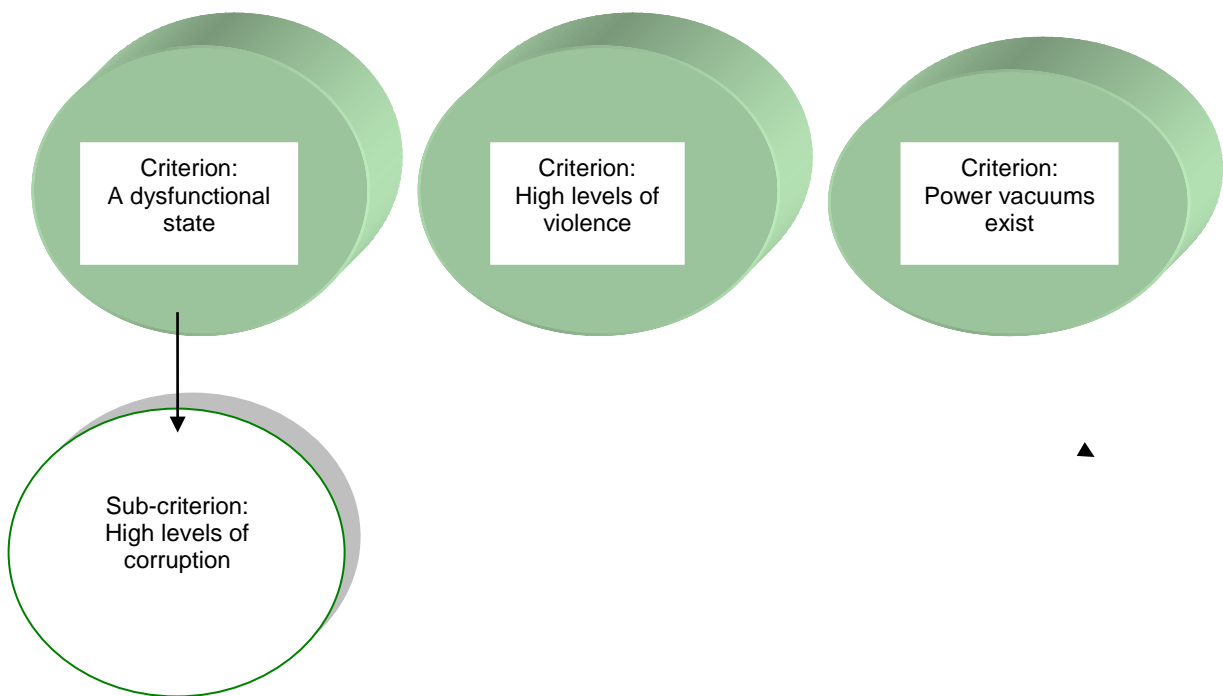 Criterion:
A dysfunctional
state
Criterion:
High levels of
violence
Criterion:
Power vacuums
exist
Sub-criterion:
High levels of
corruption